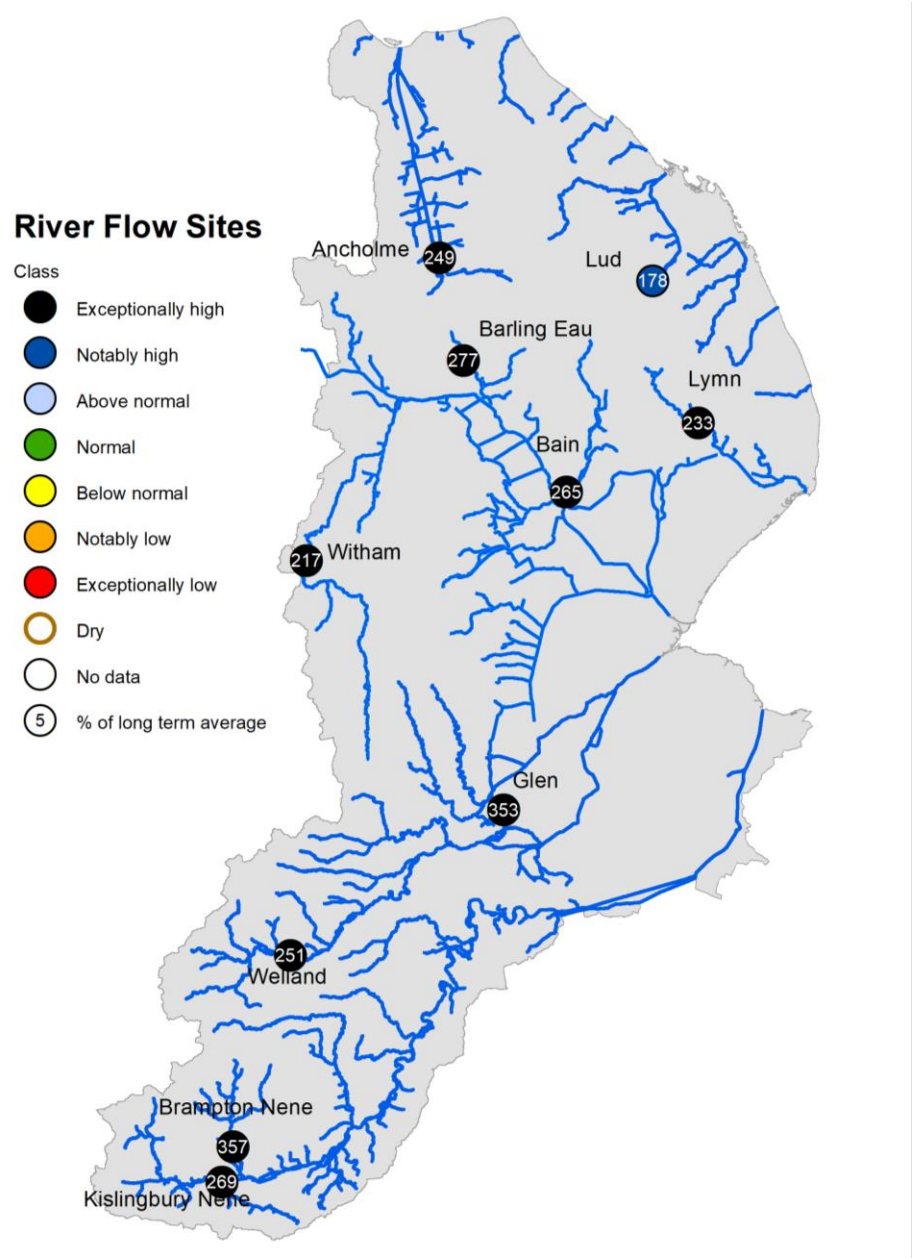 River Flow Sites
Class
Exceptionally high
Notably high
Above normal
Normal
Below normal
Notably low
Exceptionally low
Dry
No data
5 % of long term average
Ancholme
249
Lud
178
Barling Eau
277
Lymn
233
Bain
265
Witham
217
Glen
353
251
Welland
Brampton Nene
357
269
Kislingbury Nene